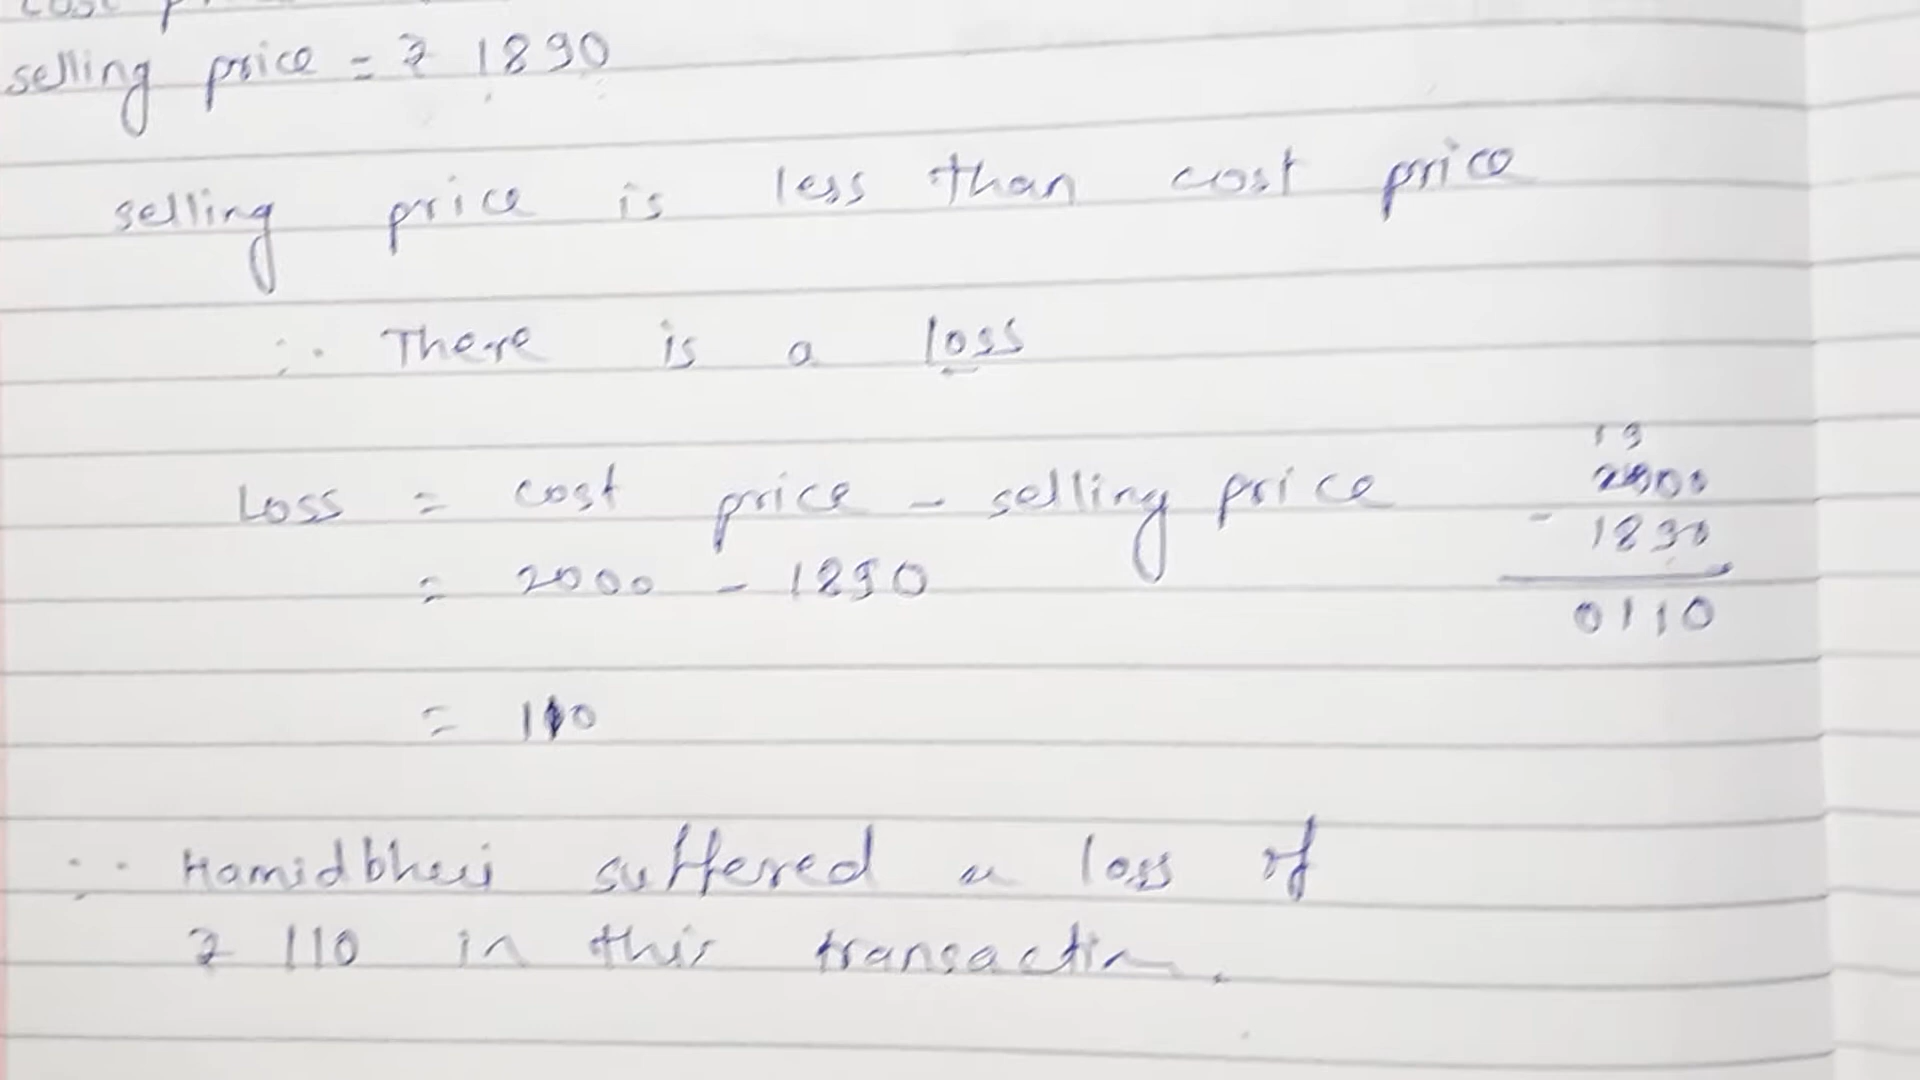 selling price = ₹ 1890
selling price is less than cost price
∴ There is a loss
Loss = cost price - selling price
= 2000 - 1890
19
2000
- 1890
0110
= 110
∴ Hamidbhai suffered a loss of
₹ 110 in this transaction.